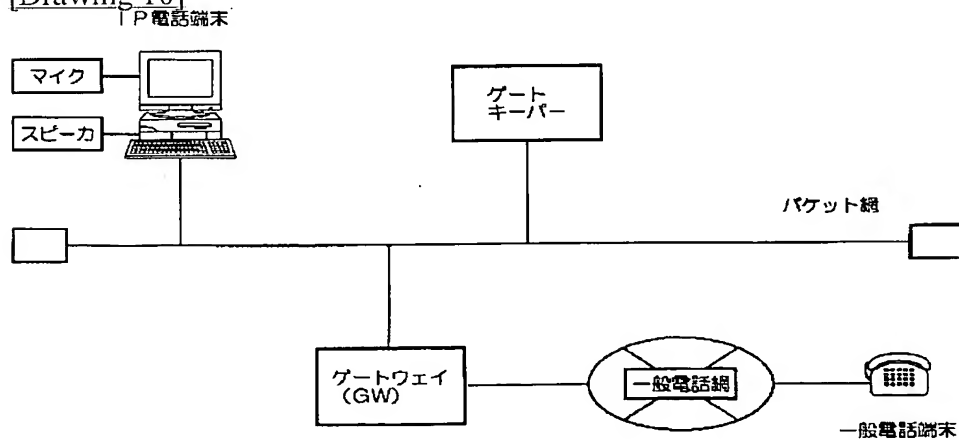 [Drawing 10]
IP電話端末
マイク
スピーカ
ゲート
キーパー
パケット網
ゲートウェイ
(GW)
一般電話網
一般電話端末